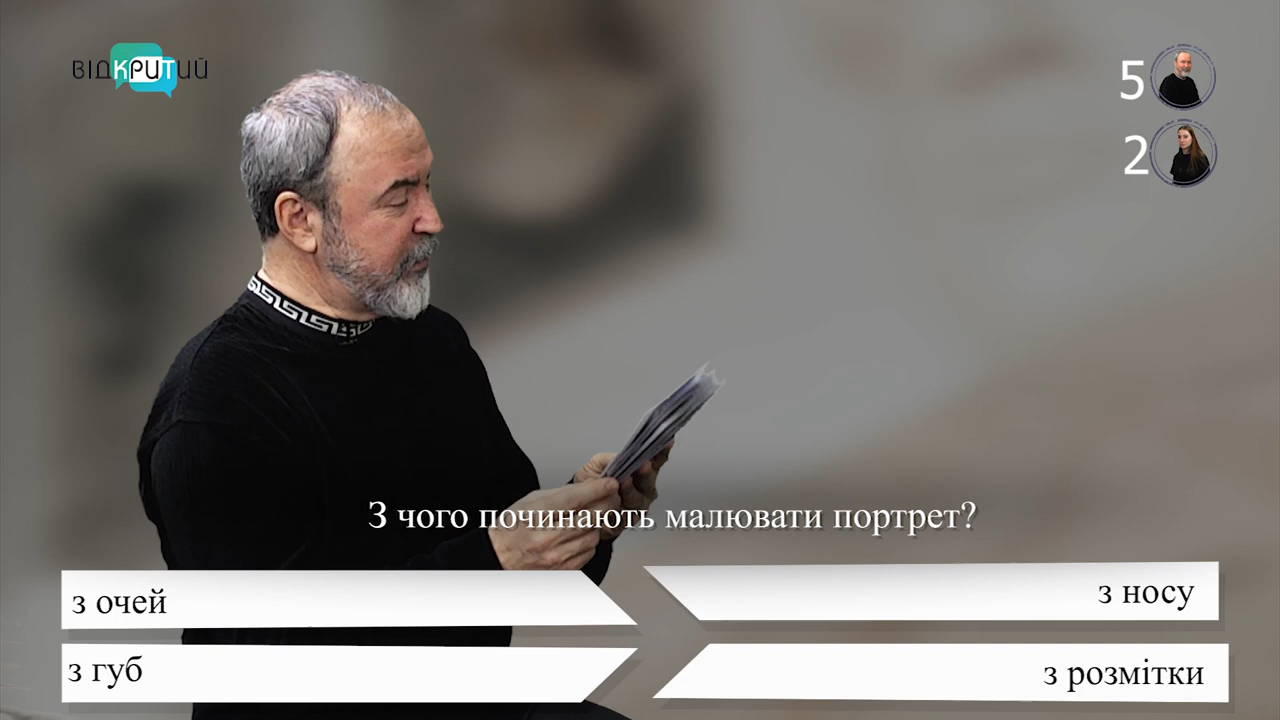 ВІДКРИТИЙ
5
2
З чого починають малювати портрет?
з очей
з носу
з губ
з розмітки